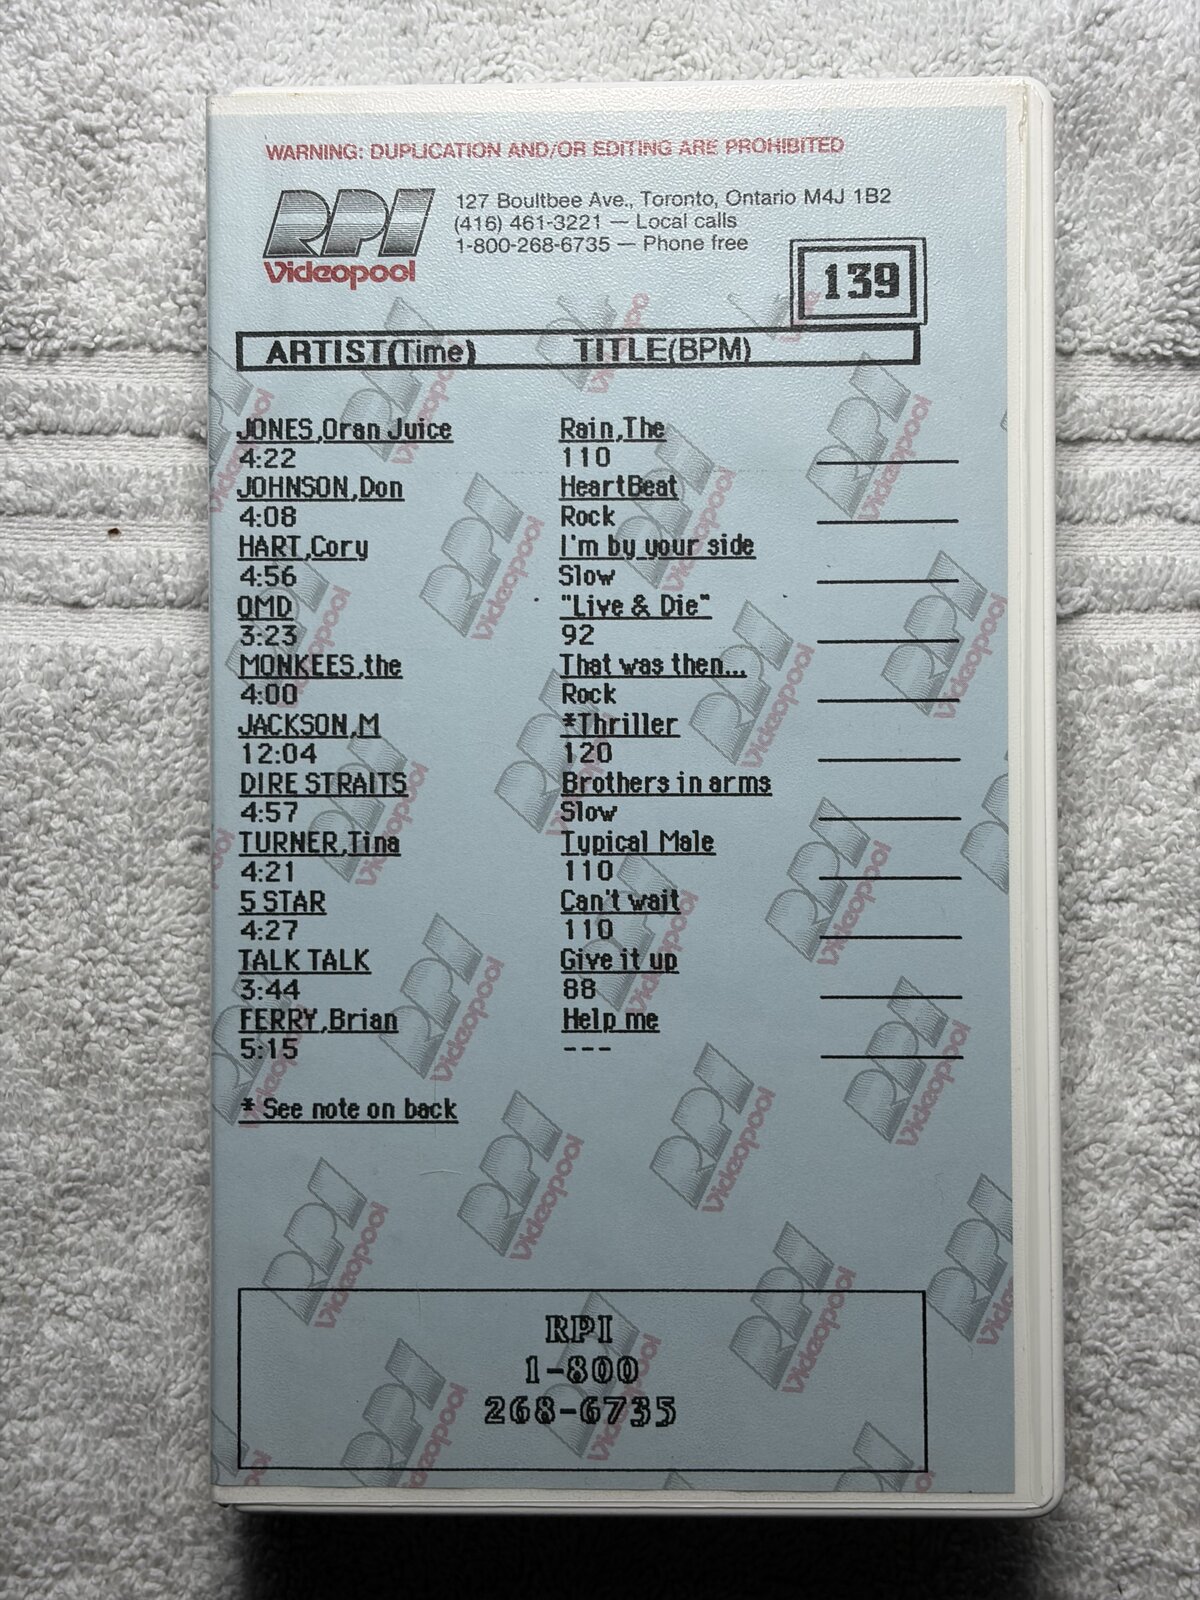 WARNING: DUPLICATION AND/OR EDITING ARE PROHIBITED
RPI
Videopool
127 Boultbee Ave., Toronto, Ontario M4J 1B2
(416) 461-3221 — Local calls
1-800-268-6735 — Phone free
139
ARTIST(Time) TITLE(BPM)
JONES,Oran Juice Rain,The
4:22 110
JOHNSON,Don HeartBeat
4:08 Rock
HART,Cory I'm by your side
4:56 Slow
OMD "Live & Die"
3:23 92
MONKEES,the That was then...
4:00 Rock
JACKSON,M *Thriller
12:04 120
DIRE STRAITS Brothers in arms
4:57 Slow
TURNER,Tina Typical Male
4:21 110
5 STAR Can't wait
4:27 110
TALK TALK Give it up
3:44 88
FERRY,Brian Help me
5:15 ---
* See note on back
RPI
1-800
268-6735